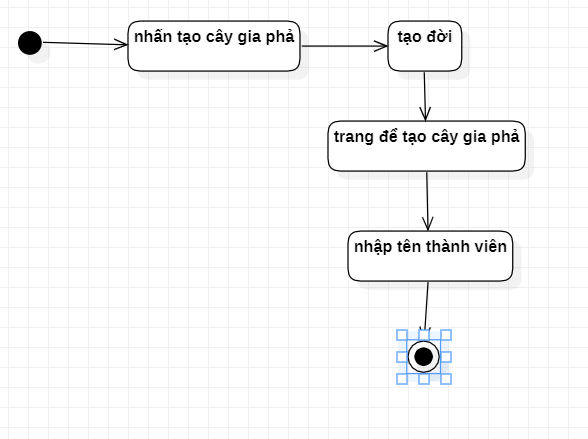 nhấn tạo cây gia phả
tạo đời
trang để tạo cây gia phả
nhập tên thành viên